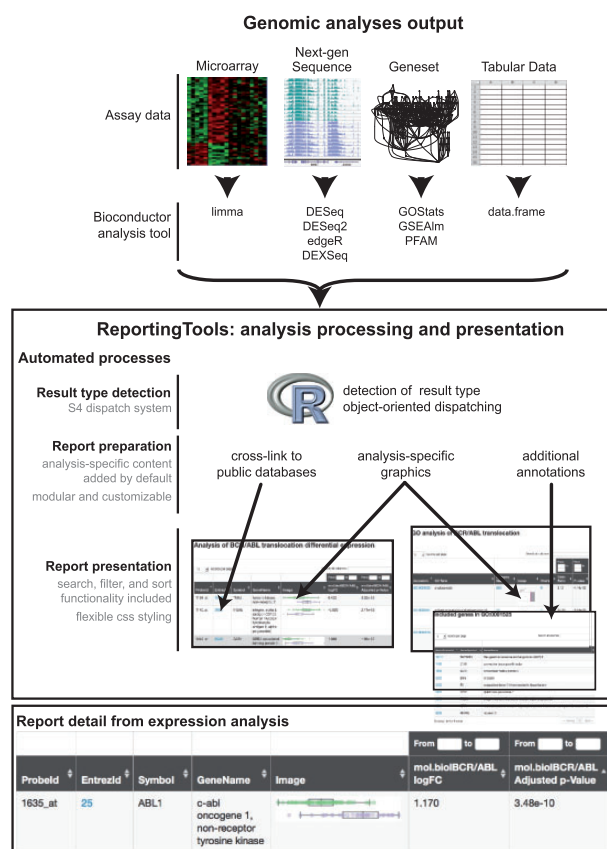 Genomic analyses output
Microarray
Next-gen
Sequence
Geneset
Tabular Data
Assay data
Bioconductor
analysis tool
limma
DESeq
DESeq2
edgeR
DEXSeq
GOStats
GSEAlm
PFAM
data.frame
ReportingTools: analysis processing and presentation
Automated processes
Result type detection
S4 dispatch system
R
detection of result type
object-oriented dispatching
Report preparation
analysis-specific content
added by default
modular and customizable
cross-link to
public databases
analysis-specific
graphics
additional
annotations
Report presentation
search, filter, and sort
functionality included
flexible css styling
Analysis of BCR/ABL translocation differential expression
GO analysis of BCR/ABL translocation
Included genes in
Report detail from expression analysis
From to From to
ProbeId EntrezId Symbol GeneName Image mol.biolBCR/ABL logFC mol.biolBCR/ABL Adjusted p-Value
1635_at 25 ABL1 c-abl oncogene 1, non-receptor tyrosine kinase 1.170 3.48e-10